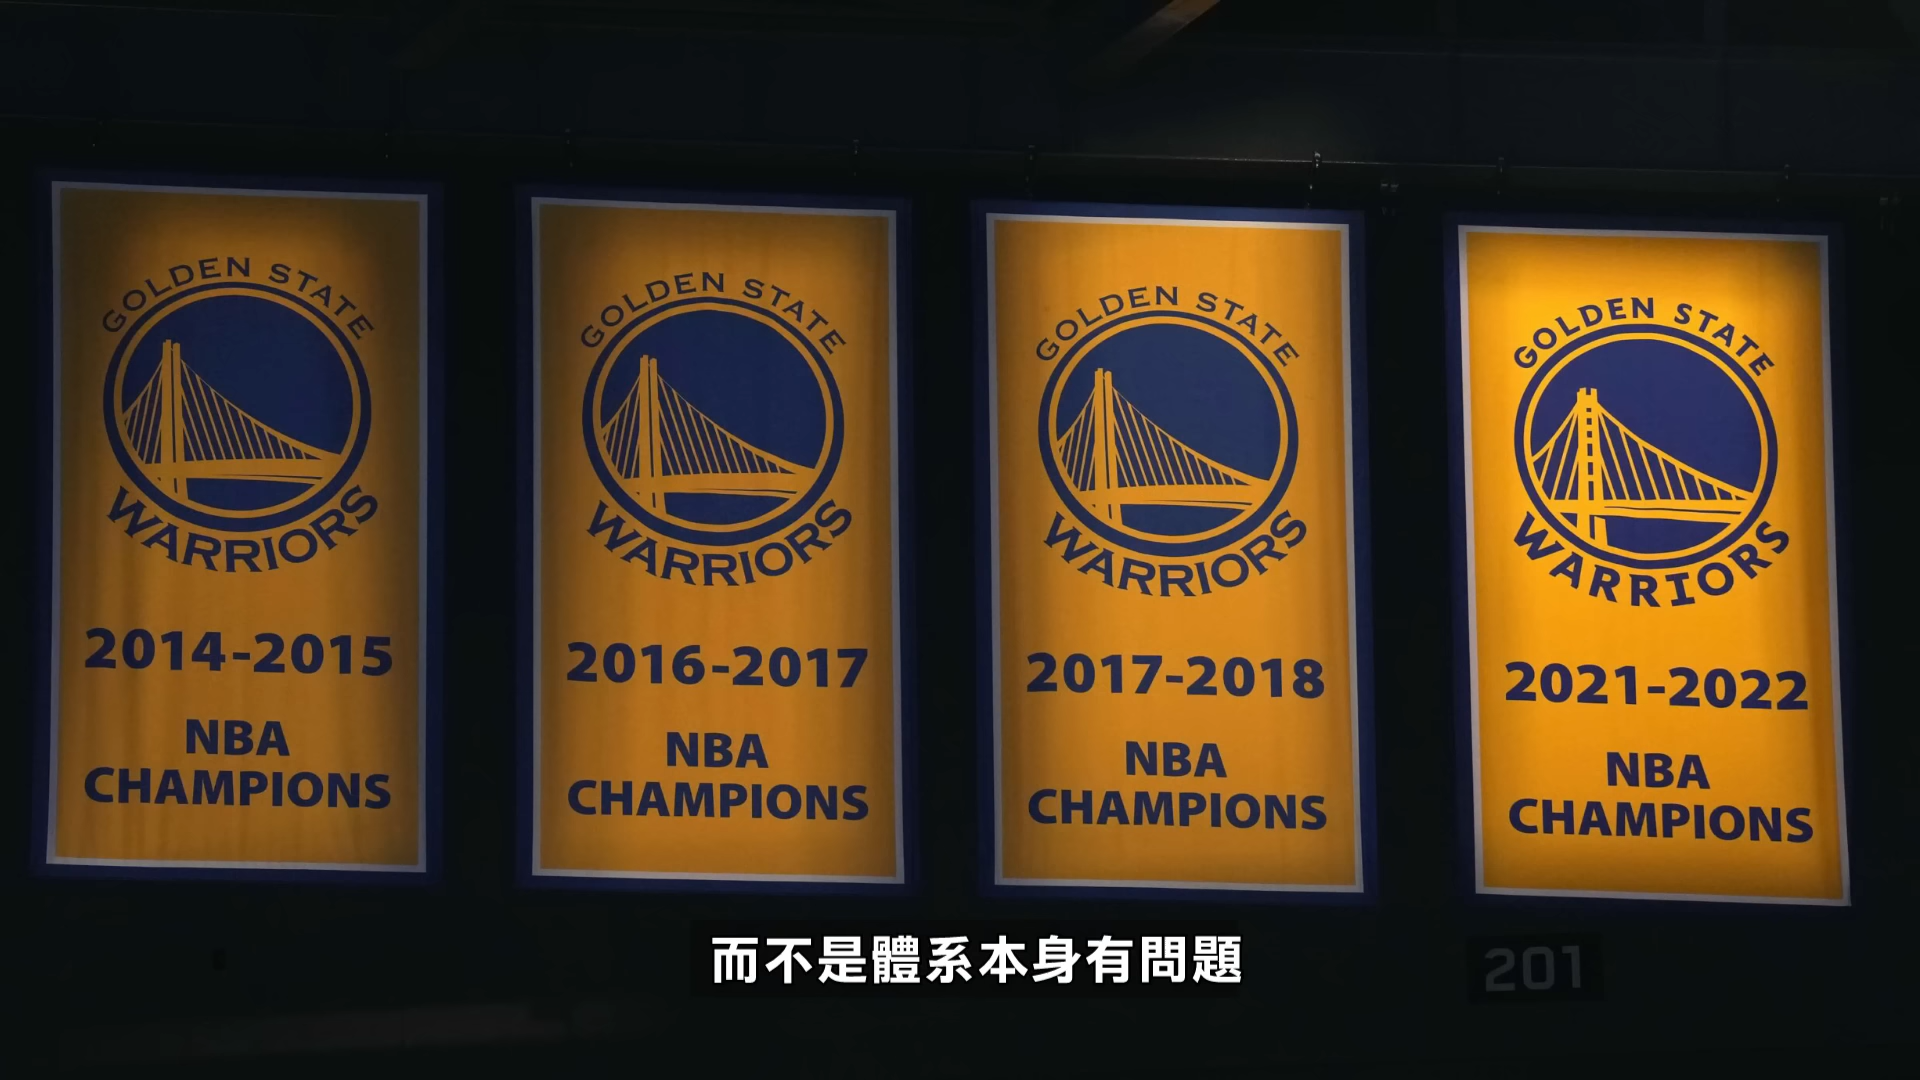 GOLDEN STATE
WARRIORS
2014-2015
NBA
CHAMPIONS
GOLDEN STATE
WARRIORS
2016-2017
NBA
CHAMPIONS
GOLDEN STATE
WARRIORS
2017-2018
NBA
CHAMPIONS
GOLDEN STATE
WARRIORS
2021-2022
NBA
CHAMPIONS
而不是體系本身有問題
201